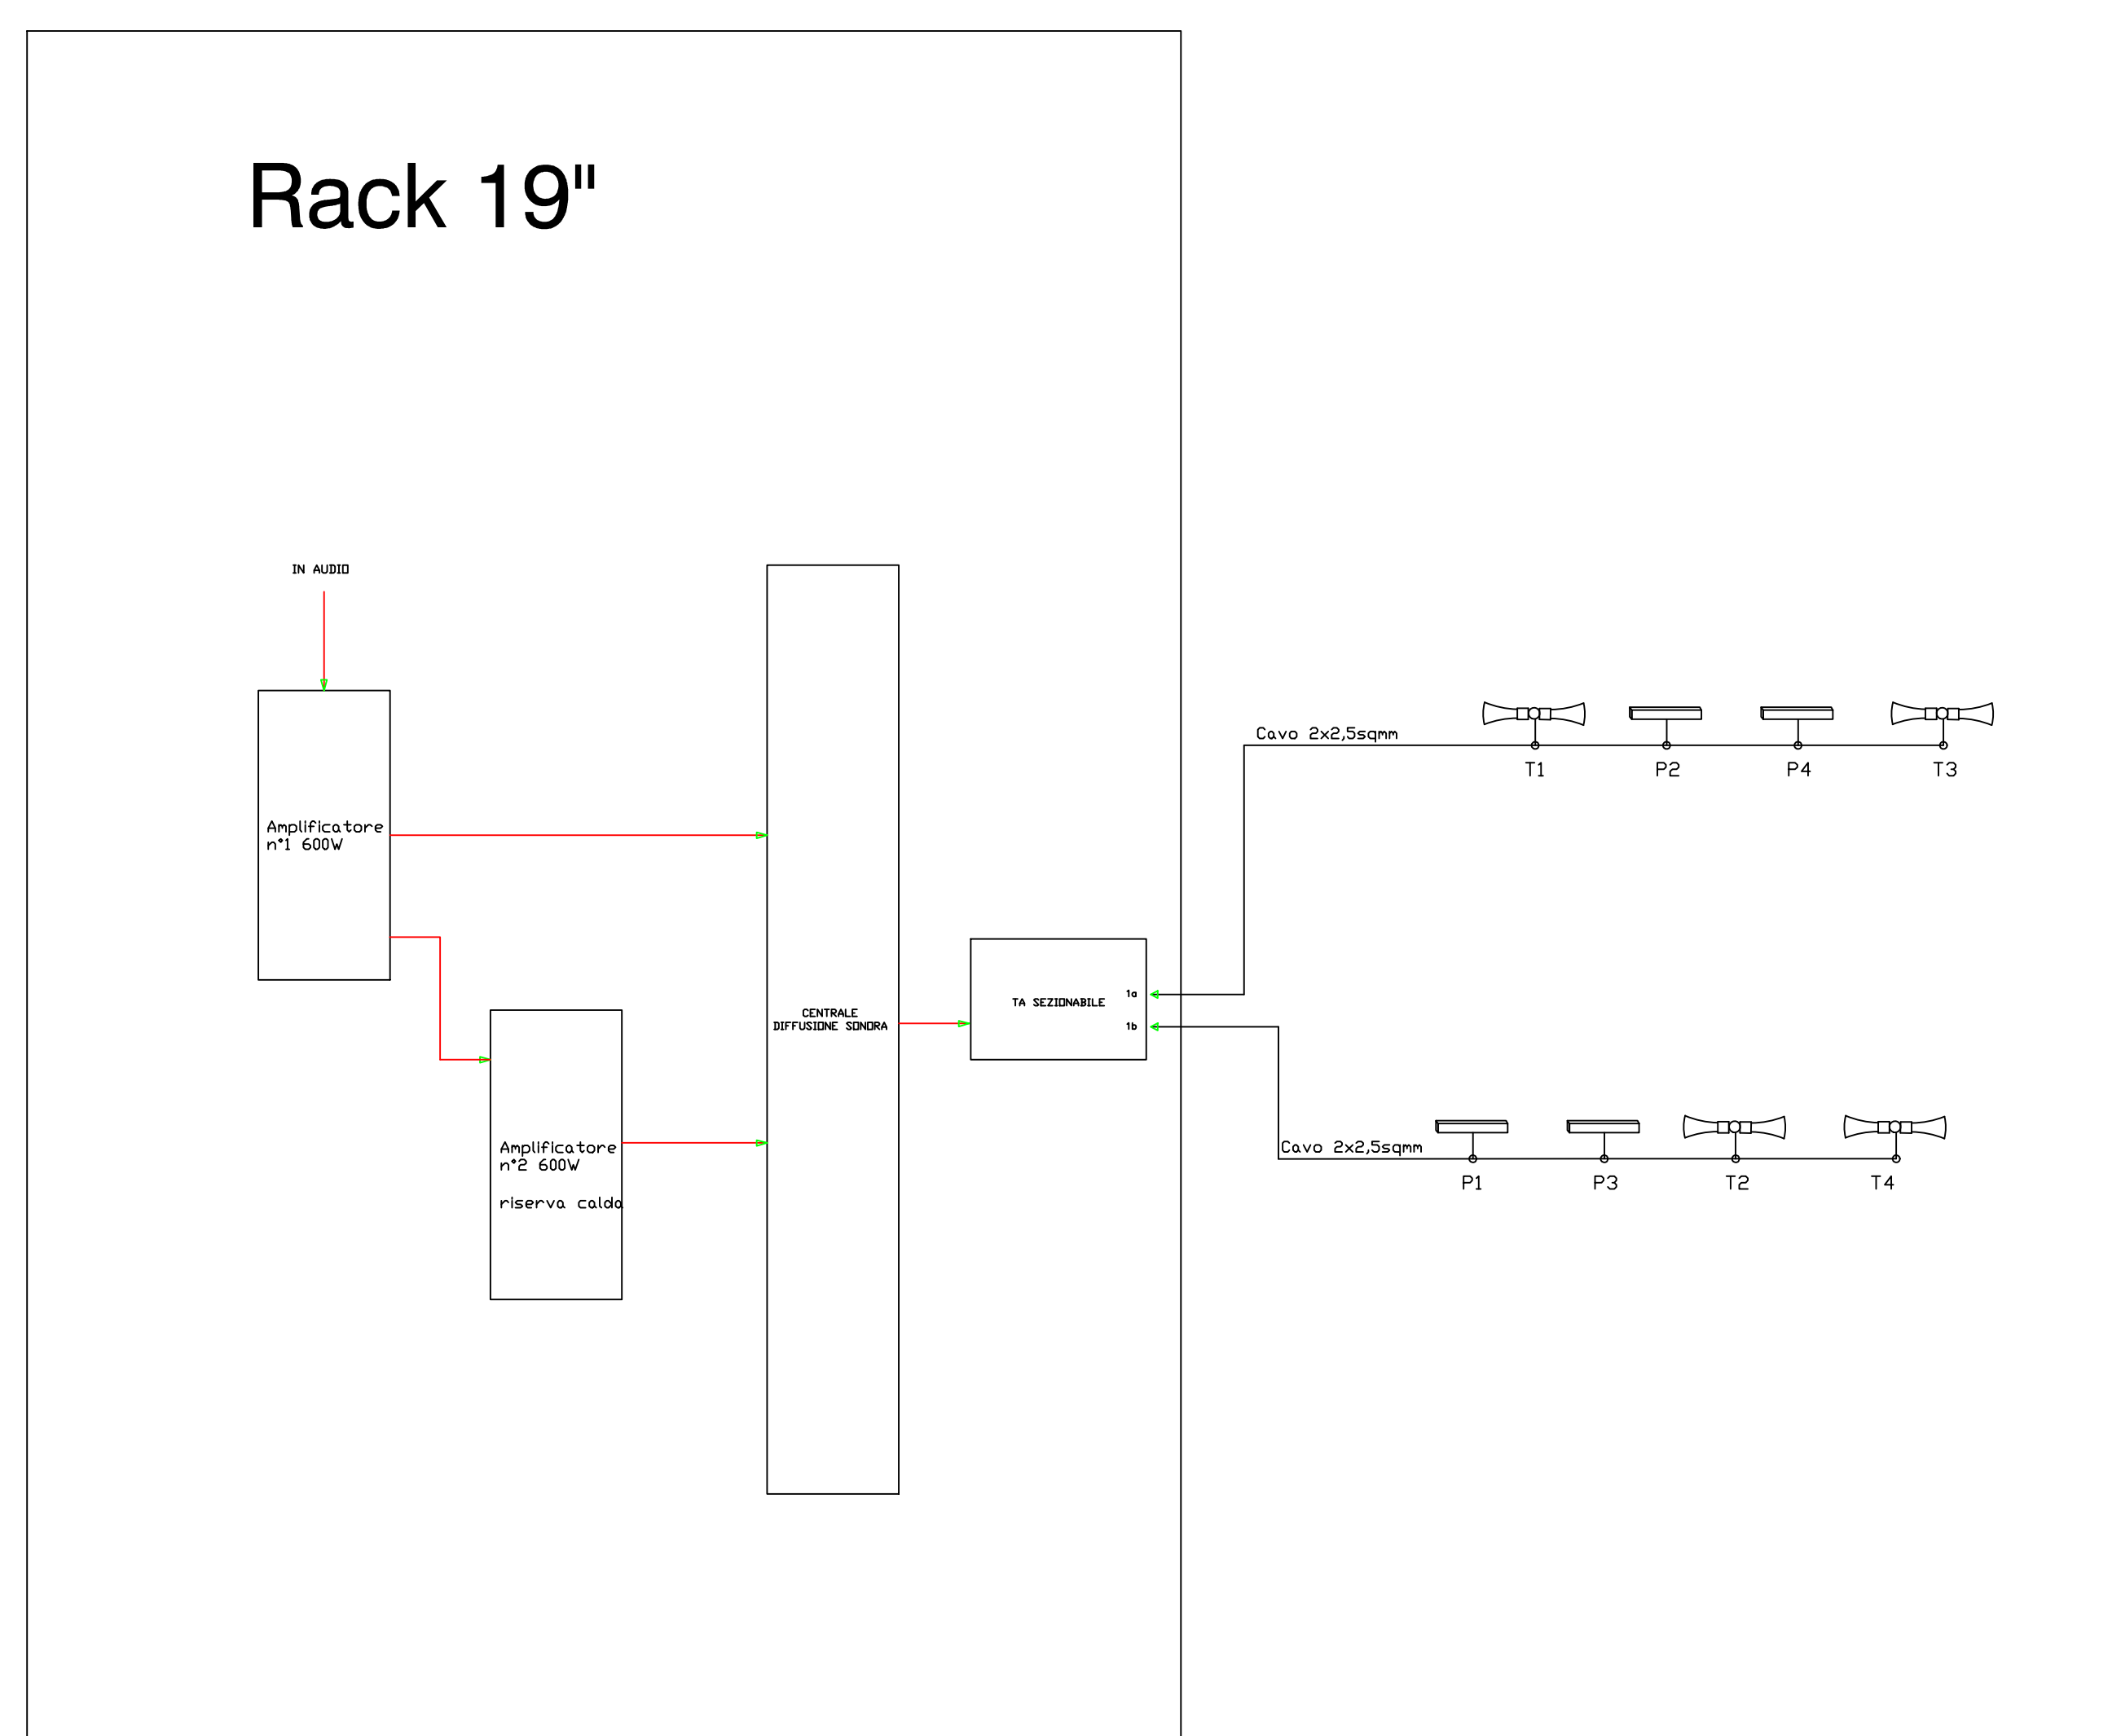 Rack 19"
IN AUDIO
Amplificatore
n°1 600W
Amplificatore
n°2 600W
riserva calda
CENTRALE
DIFFUSIONE SONORA
TA SEZIONABILE
1a
1b
Cavo 2x2,5sqmm
T1
P2
P4
T3
Cavo 2x2,5sqmm
P1
P3
T2
T4